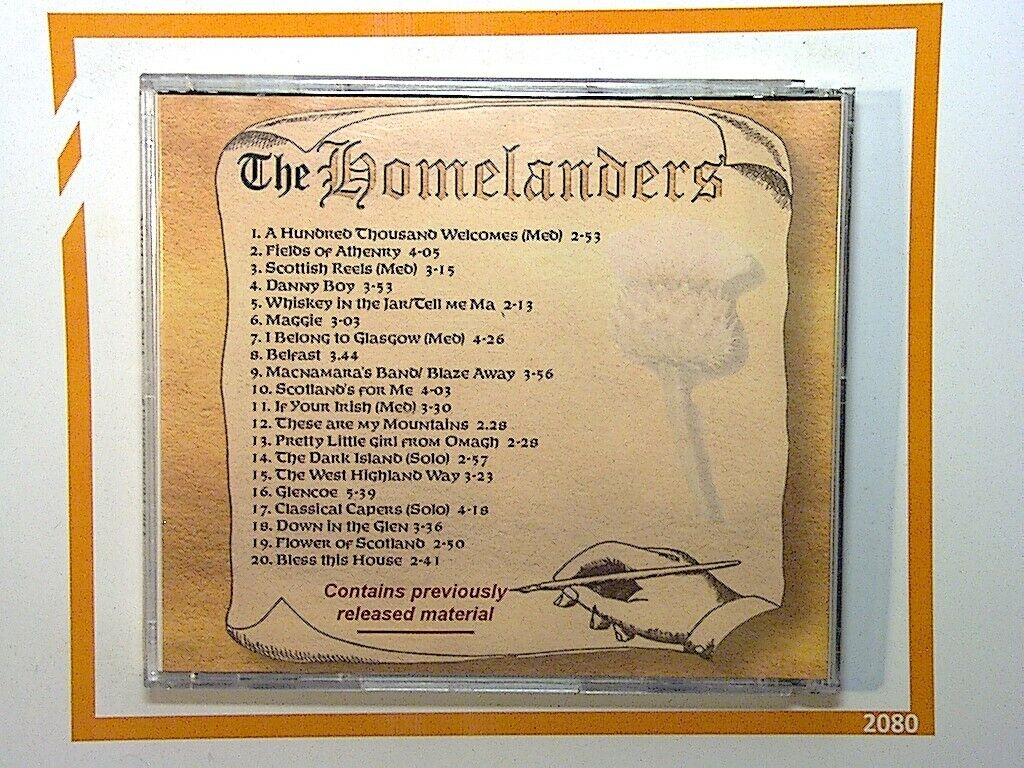 The Homelanders
1. A Hundred Thousand Welcomes (Med) 2-53
2. Fields of Athenry 4-05
3. Scottish Reels (Med) 3-15
4. Danny Boy 3-53
5. Whiskey in the Jar/Tell me Ma 2-13
6. Maggie 3-03
7. I Belong to Glasgow (Med) 4-26
8. Belfast 3.44
9. Macnamara's Band/ Blaze Away 3-56
10. Scotland's for Me 4-03
11. If Your Irish (Med) 3-30
12. These are my Mountains 2.28
13. Pretty Little girl from Omagh 2-28
14. The Dark Island (Solo) 2-57
15. The West Highland Way 3-23
16. Glencoe 5-39
17. Classical Capers (Solo) 4-18
18. Down in the Glen 3-36
19. Flower of Scotland 2-50
20. Bless this House 2-41
Contains previously
released material
2080